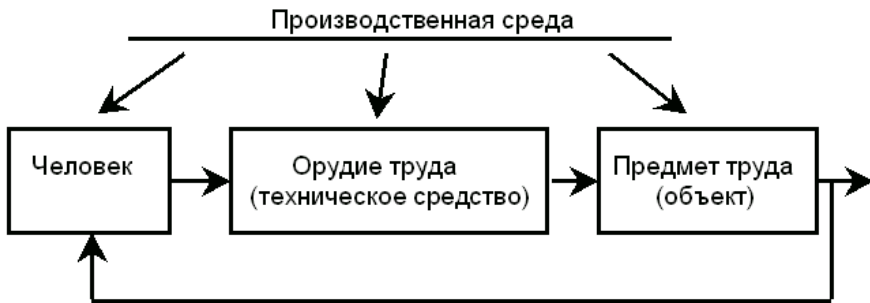 Производственная среда
Человек
Орудие труда
(техническое средство)
Предмет труда
(объект)